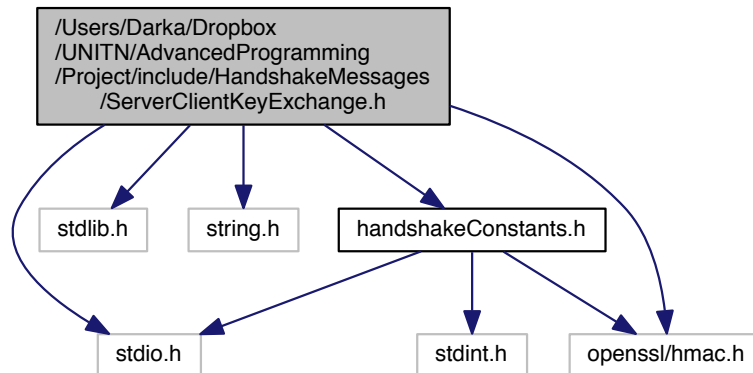 /Users/Darka/Dropbox
/UNITN/AdvancedProgramming
/Project/include/HandshakeMessages
/ServerClientKeyExchange.h
stdlib.h
string.h
handshakeConstants.h
stdio.h
stdint.h
openssl/hmac.h